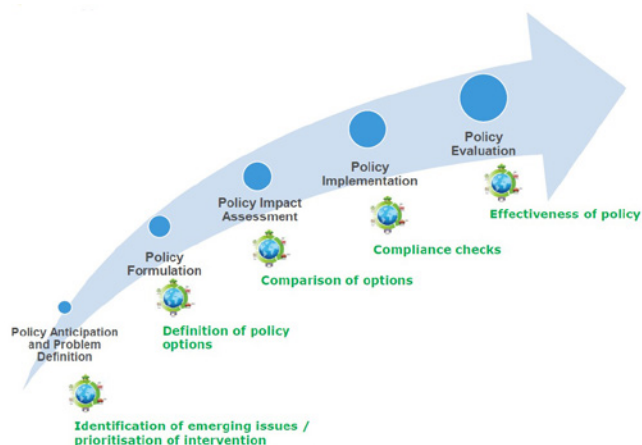 Policy Anticipation and Problem
Definition
Identification of emerging issues /
prioritisation of intervention
Policy
Formulation
Definition of policy
options
Policy Impact
Assessment
Comparison of options
Policy
Implementation
Compliance checks
Policy
Evaluation
Effectiveness of policy